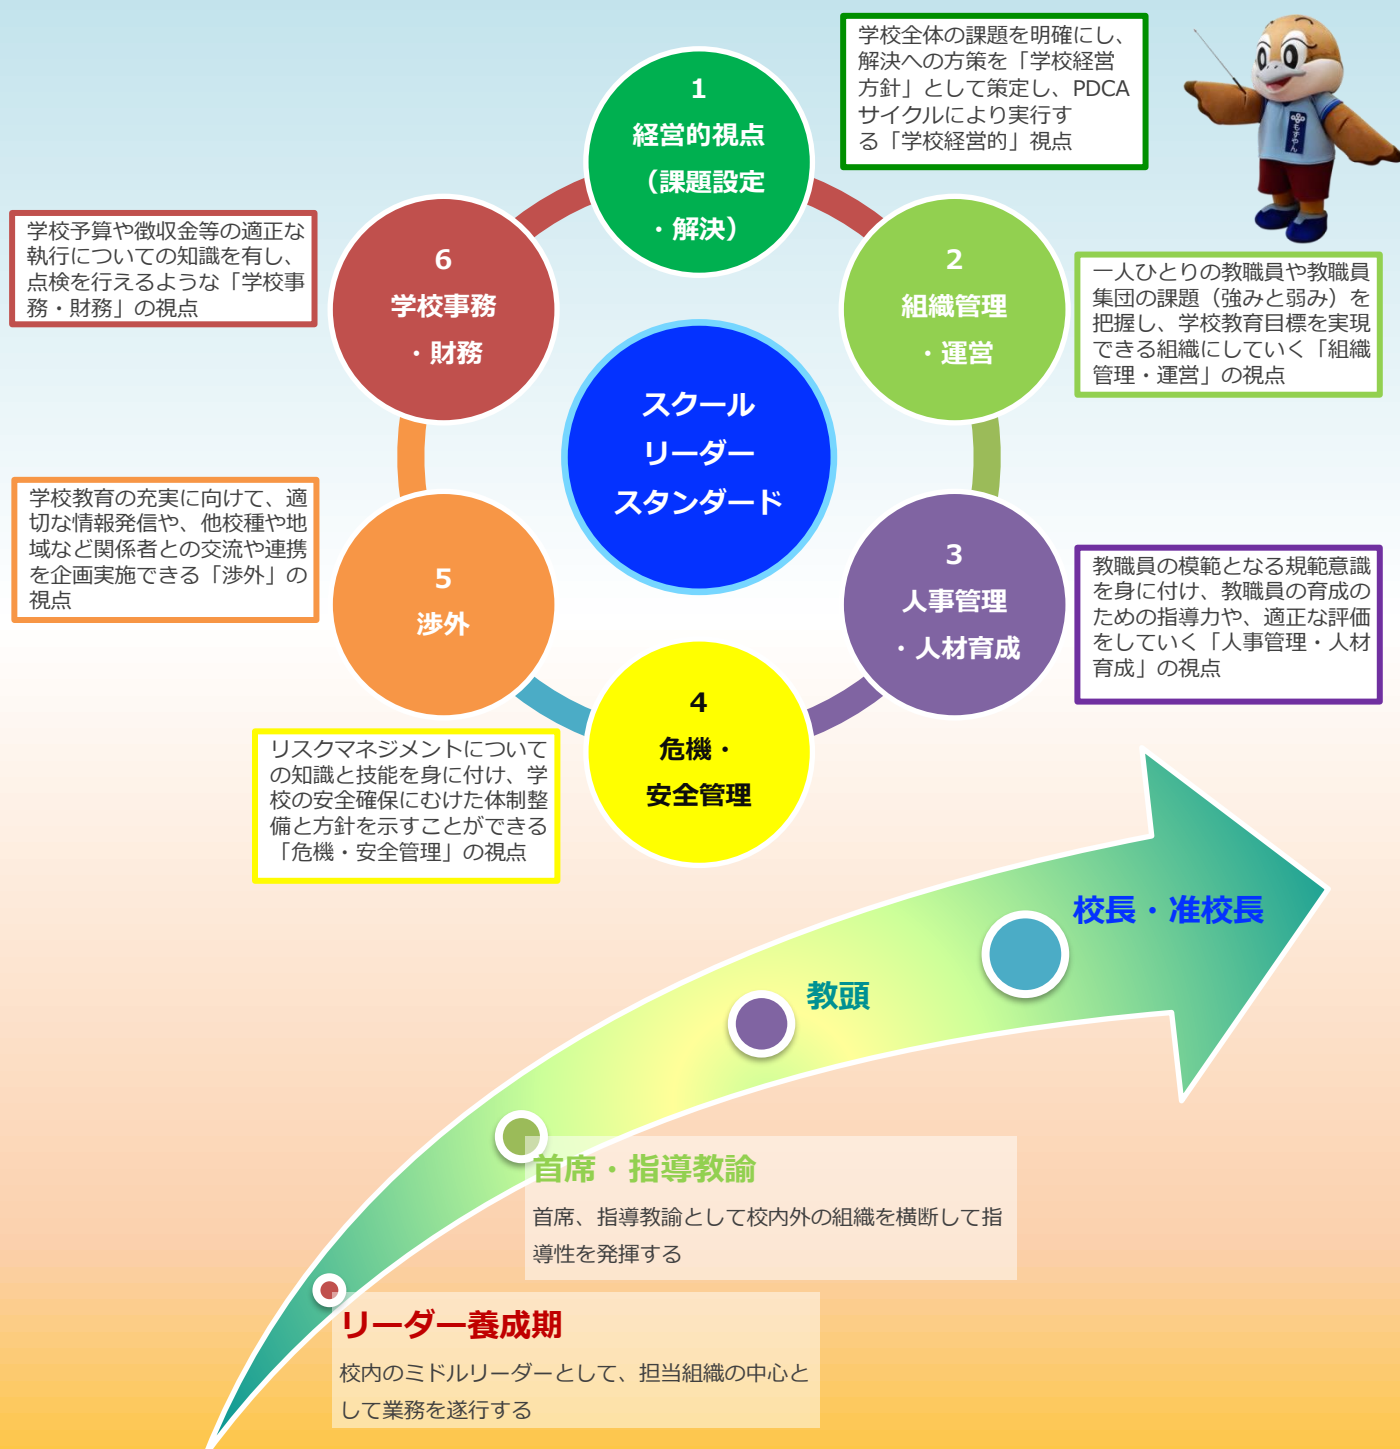 1
経営的視点
（課題設定
・解決）
学校全体の課題を明確にし、
解決への方策を「学校経営
方針」として策定し、PDCA
サイクルにより実行す
る「学校経営的」視点
もずやん
2
組織管理
・運営
一人ひとりの教職員や教職員
集団の課題（強みと弱み）を
把握し、学校教育目標を実現
できる組織にしていく「組織
管理・運営」の視点
6
学校事務
・財務
学校予算や徴収金等の適正な
執行についての知識を有し、
点検を行えるような「学校事
務・財務」の視点
スクール
リーダー
スタンダード
3
人事管理
・人材育成
教職員の模範となる規範意識
を身に付け、教職員の育成の
ための指導力や、適正な評価
をしていく「人事管理・人材
育成」の視点
5
渉外
学校教育の充実に向けて、適
切な情報発信や、他校種や地
域など関係者との交流や連携
を企画実施できる「渉外」の
視点
4
危機・
安全管理
リスクマネジメントについて
の知識と技能を身に付け、学
校の安全確保にむけた体制整
備と方針を示すことができる
「危機・安全管理」の視点
校長・准校長
教頭
首席・指導教諭
首席、指導教諭として校内外の組織を横断して指
導性を発揮する
リーダー養成期
校内のミドルリーダーとして、担当組織の中心と
して業務を遂行する